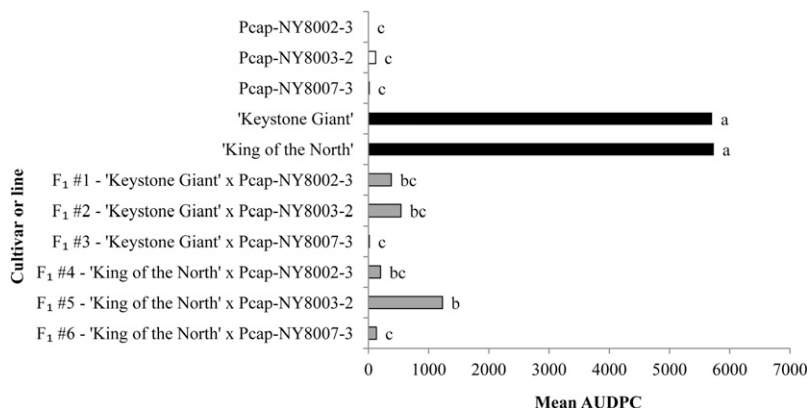 Pcap-NY8002-3 c
Pcap-NY8003-2 c
Pcap-NY8007-3 c
'Keystone Giant' a
'King of the North' a
F₁ #1 - 'Keystone Giant' x Pcap-NY8002-3 bc
F₁ #2 - 'Keystone Giant' x Pcap-NY8003-2 bc
F₁ #3 - 'Keystone Giant' x Pcap-NY8007-3 c
F₁ #4 - 'King of the North' x Pcap-NY8002-3 bc
F₁ #5 - 'King of the North' x Pcap-NY8003-2 b
F₁ #6 - 'King of the North' x Pcap-NY8007-3 c
0 1000 2000 3000 4000 5000 6000 7000
Mean AUDPC
Cultivar or line